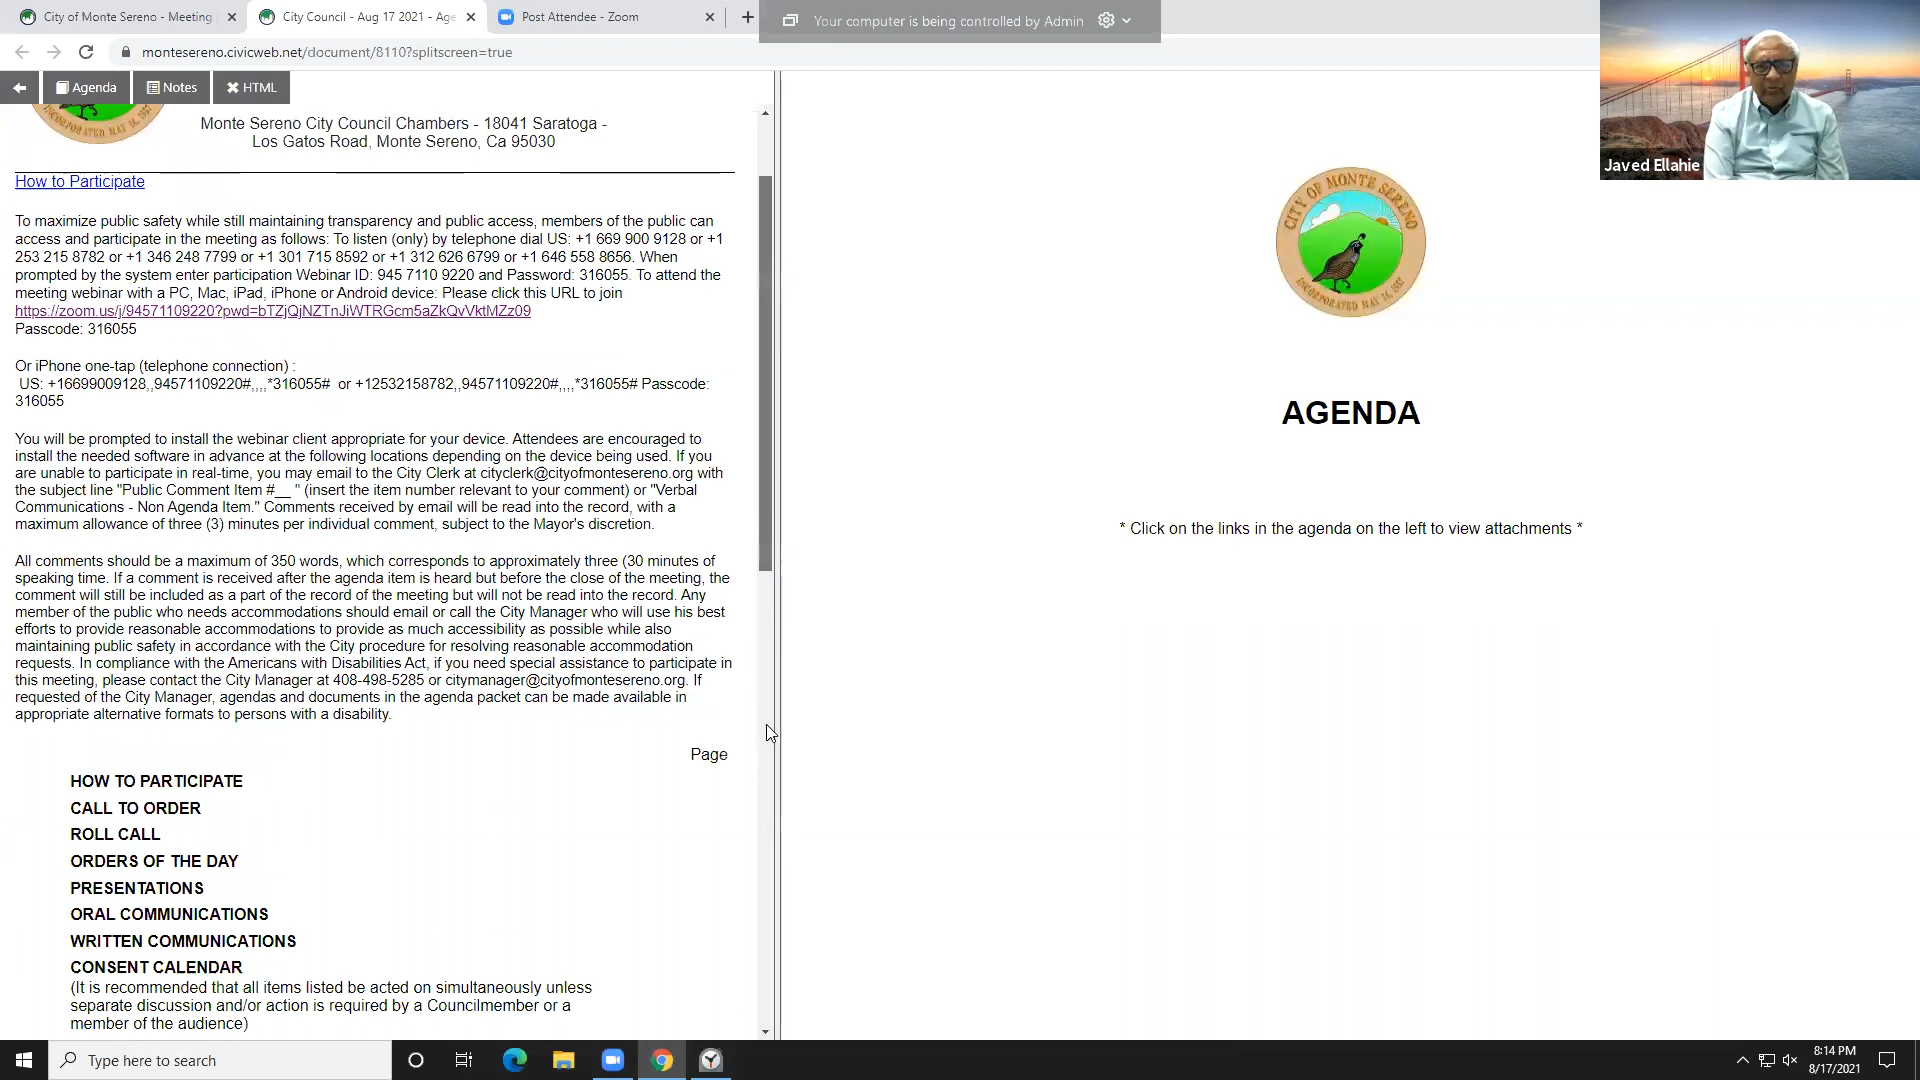 City of Monte Sereno - Meeting
City Council - Aug 17 2021 - Age
Post Attendee - Zoom
Your computer is being controlled by Admin
montesereno.civicweb.net/document/8110?splitscreen=true
Agenda
Notes
HTML
INCORPORATED MAY 14, 1957
Monte Sereno City Council Chambers - 18041 Saratoga -
Los Gatos Road, Monte Sereno, Ca 95030
How to Participate
To maximize public safety while still maintaining transparency and public access, members of the public can
access and participate in the meeting as follows: To listen (only) by telephone dial US: +1 669 900 9128 or +1
253 215 8782 or +1 346 248 7799 or +1 301 715 8592 or +1 312 626 6799 or +1 646 558 8656. When
prompted by the system enter participation Webinar ID: 945 7110 9220 and Password: 316055. To attend the
meeting webinar with a PC, Mac, iPad, iPhone or Android device: Please click this URL to join
https://zoom.us/j/94571109220?pwd=bTZjQjNZTnJiWTRGcm5aZkQvVktMZz09
Passcode: 316055
Or iPhone one-tap (telephone connection) :
US: +16699009128,,94571109220#,,,,*316055# or +12532158782,,94571109220#,,,,*316055# Passcode:
316055
You will be prompted to install the webinar client appropriate for your device. Attendees are encouraged to
install the needed software in advance at the following locations depending on the device being used. If you
are unable to participate in real-time, you may email to the City Clerk at cityclerk@cityofmontesereno.org with
the subject line "Public Comment Item #__ " (insert the item number relevant to your comment) or "Verbal
Communications - Non Agenda Item." Comments received by email will be read into the record, with a
maximum allowance of three (3) minutes per individual comment, subject to the Mayor's discretion.
All comments should be a maximum of 350 words, which corresponds to approximately three (30 minutes of
speaking time. If a comment is received after the agenda item is heard but before the close of the meeting, the
comment will still be included as a part of the record of the meeting but will not be read into the record. Any
member of the public who needs accommodations should email or call the City Manager who will use his best
efforts to provide reasonable accommodations to provide as much accessibility as possible while also
maintaining public safety in accordance with the City procedure for resolving reasonable accommodation
requests. In compliance with the Americans with Disabilities Act, if you need special assistance to participate in
this meeting, please contact the City Manager at 408-498-5285 or citymanager@cityofmontesereno.org. If
requested of the City Manager, agendas and documents in the agenda packet can be made available in
appropriate alternative formats to persons with a disability.
Page
HOW TO PARTICIPATE
CALL TO ORDER
ROLL CALL
ORDERS OF THE DAY
PRESENTATIONS
ORAL COMMUNICATIONS
WRITTEN COMMUNICATIONS
CONSENT CALENDAR
(It is recommended that all items listed be acted on simultaneously unless
separate discussion and/or action is required by a Councilmember or a
member of the audience)
CITY OF MONTE SERENO
INCORPORATED MAY 14, 1957
AGENDA
* Click on the links in the agenda on the left to view attachments *
Javed Ellahie
Type here to search
8:14 PM
8/17/2021